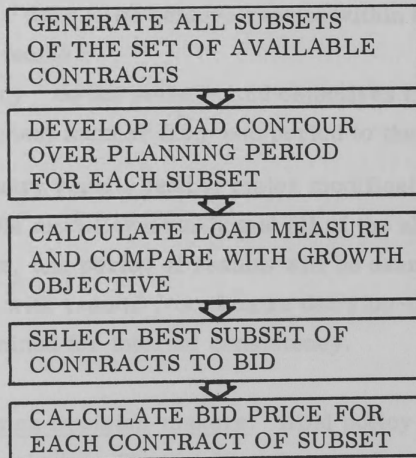 GENERATE ALL SUBSETS
OF THE SET OF AVAILABLE
CONTRACTS
DEVELOP LOAD CONTOUR
OVER PLANNING PERIOD
FOR EACH SUBSET
CALCULATE LOAD MEASURE
AND COMPARE WITH GROWTH
OBJECTIVE
SELECT BEST SUBSET OF
CONTRACTS TO BID
CALCULATE BID PRICE FOR
EACH CONTRACT OF SUBSET